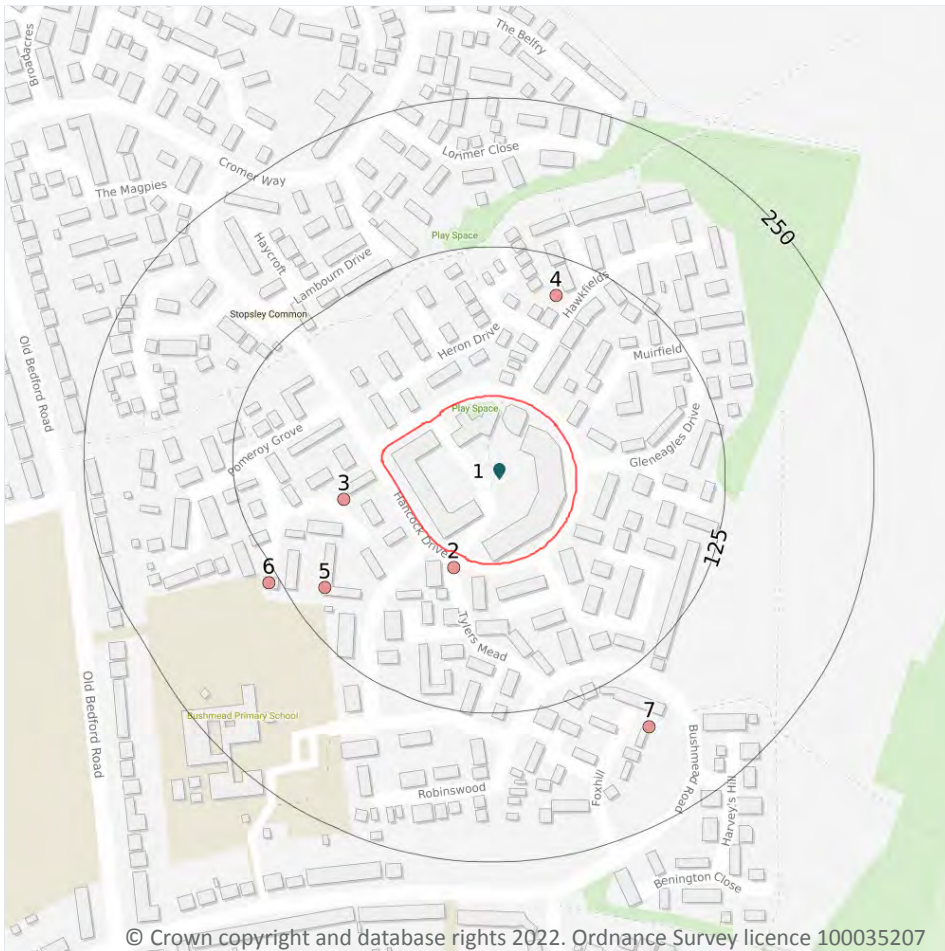 The Belfry
Broadacres
Lorimer Close
Cromer Way
The Magpies
250
Play Space
Haycroft
Lambourn Drive
4
Hawkfields
Stopsley Common
Heron Drive
Old Bedford Road
Muirfield
Play Space
Pomeroy Grove
Gleneagles Drive
1
3
Hancock Drive
125
2
6
5
Tylers Mead
Old Bedford Road
Bushmead Primary School
7
Bushmead Road
Robinswood
Foxhill
Harvey's Hill
Benington Close
© Crown copyright and database rights 2022. Ordnance Survey licence 100035207